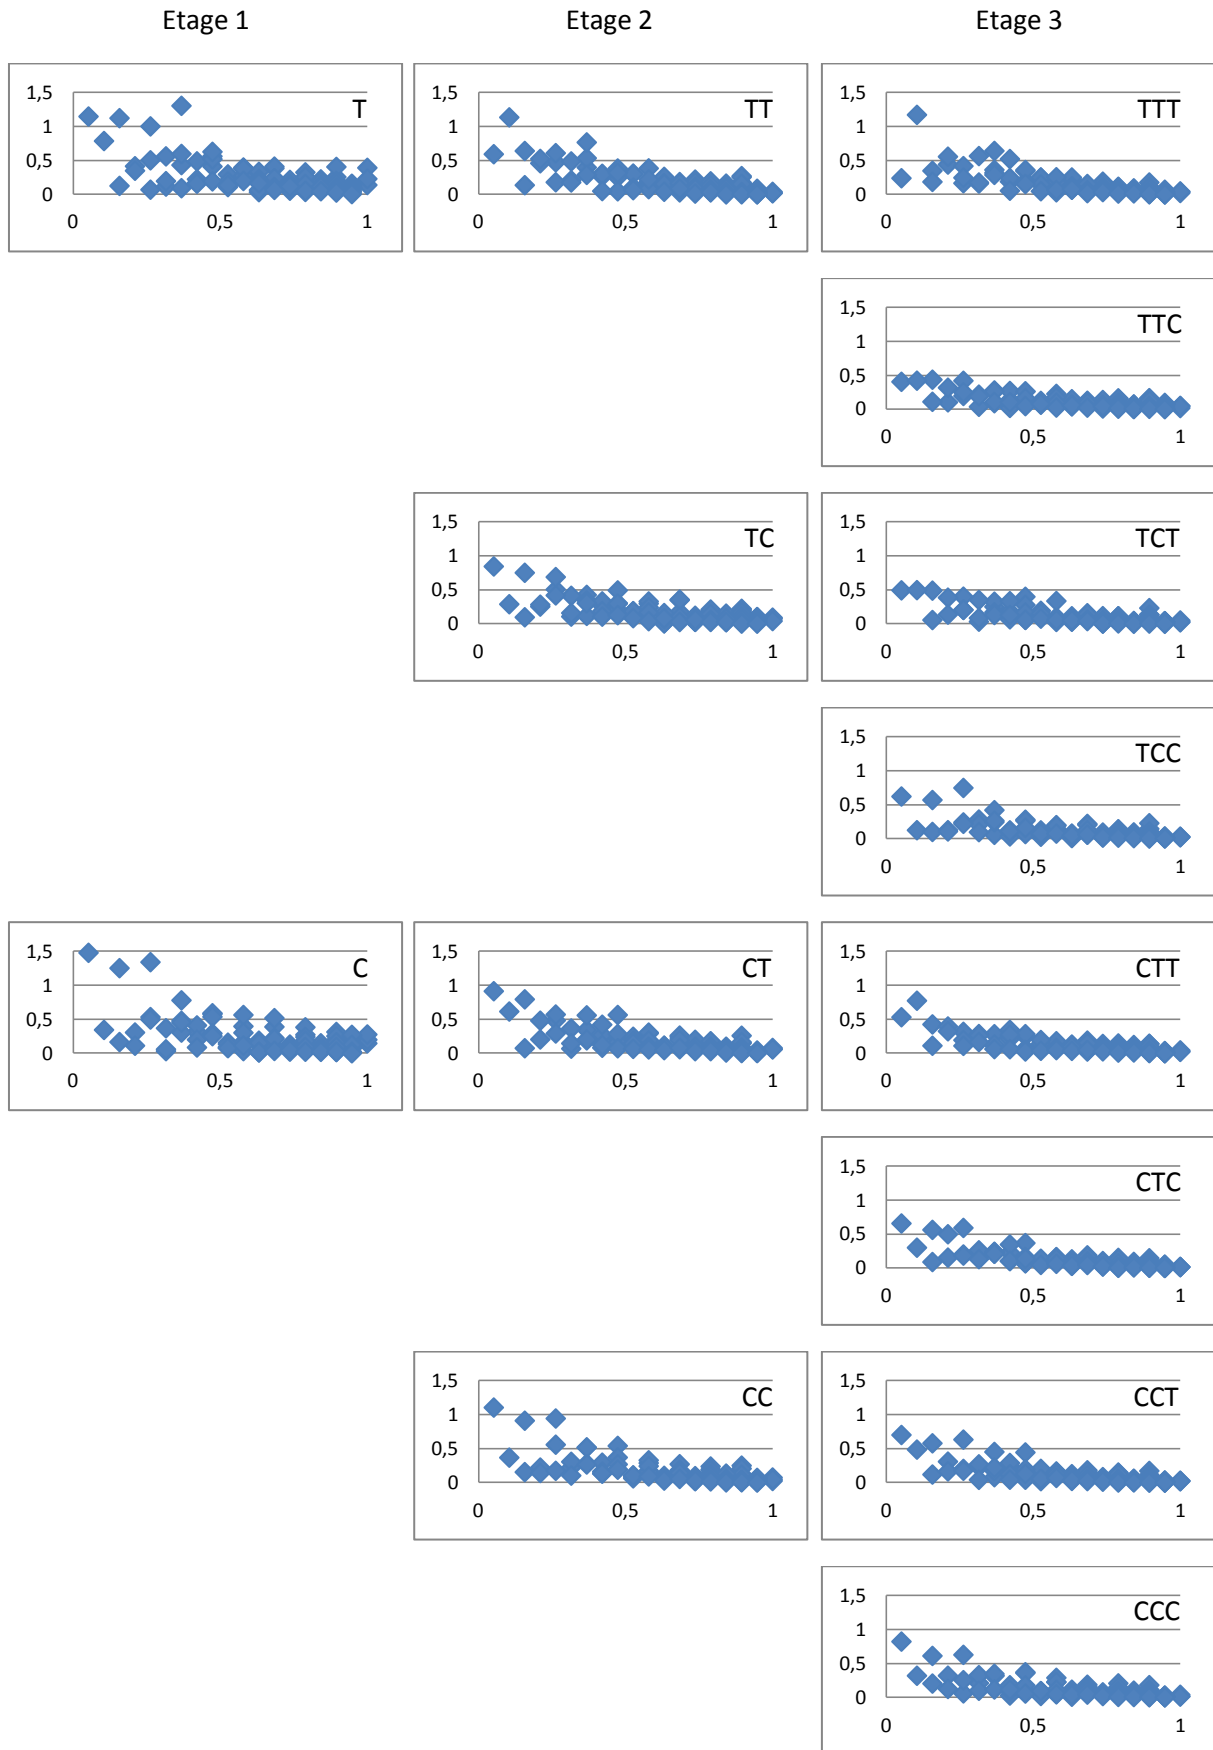 Etage 1 Etage 2 Etage 3
1,5 T 1,5 TT 1,5 TTT
1 1 1
0,5 0,5 0,5
0 0 0
0 0,5 1 0 0,5 1 0 0,5 1
1,5 TTC
1
0,5
0
0 0,5 1
1,5 TC 1,5 TCT
1 1
0,5 0,5
0 0
0 0,5 1 0 0,5 1
1,5 TCC
1
0,5
0
0 0,5 1
1,5 C 1,5 CT 1,5 CTT
1 1 1
0,5 0,5 0,5
0 0 0
0 0,5 1 0 0,5 1 0 0,5 1
1,5 CTC
1
0,5
0
0 0,5 1
1,5 CC 1,5 CCT
1 1
0,5 0,5
0 0
0 0,5 1 0 0,5 1
1,5 CCC
1
0,5
0
0 0,5 1